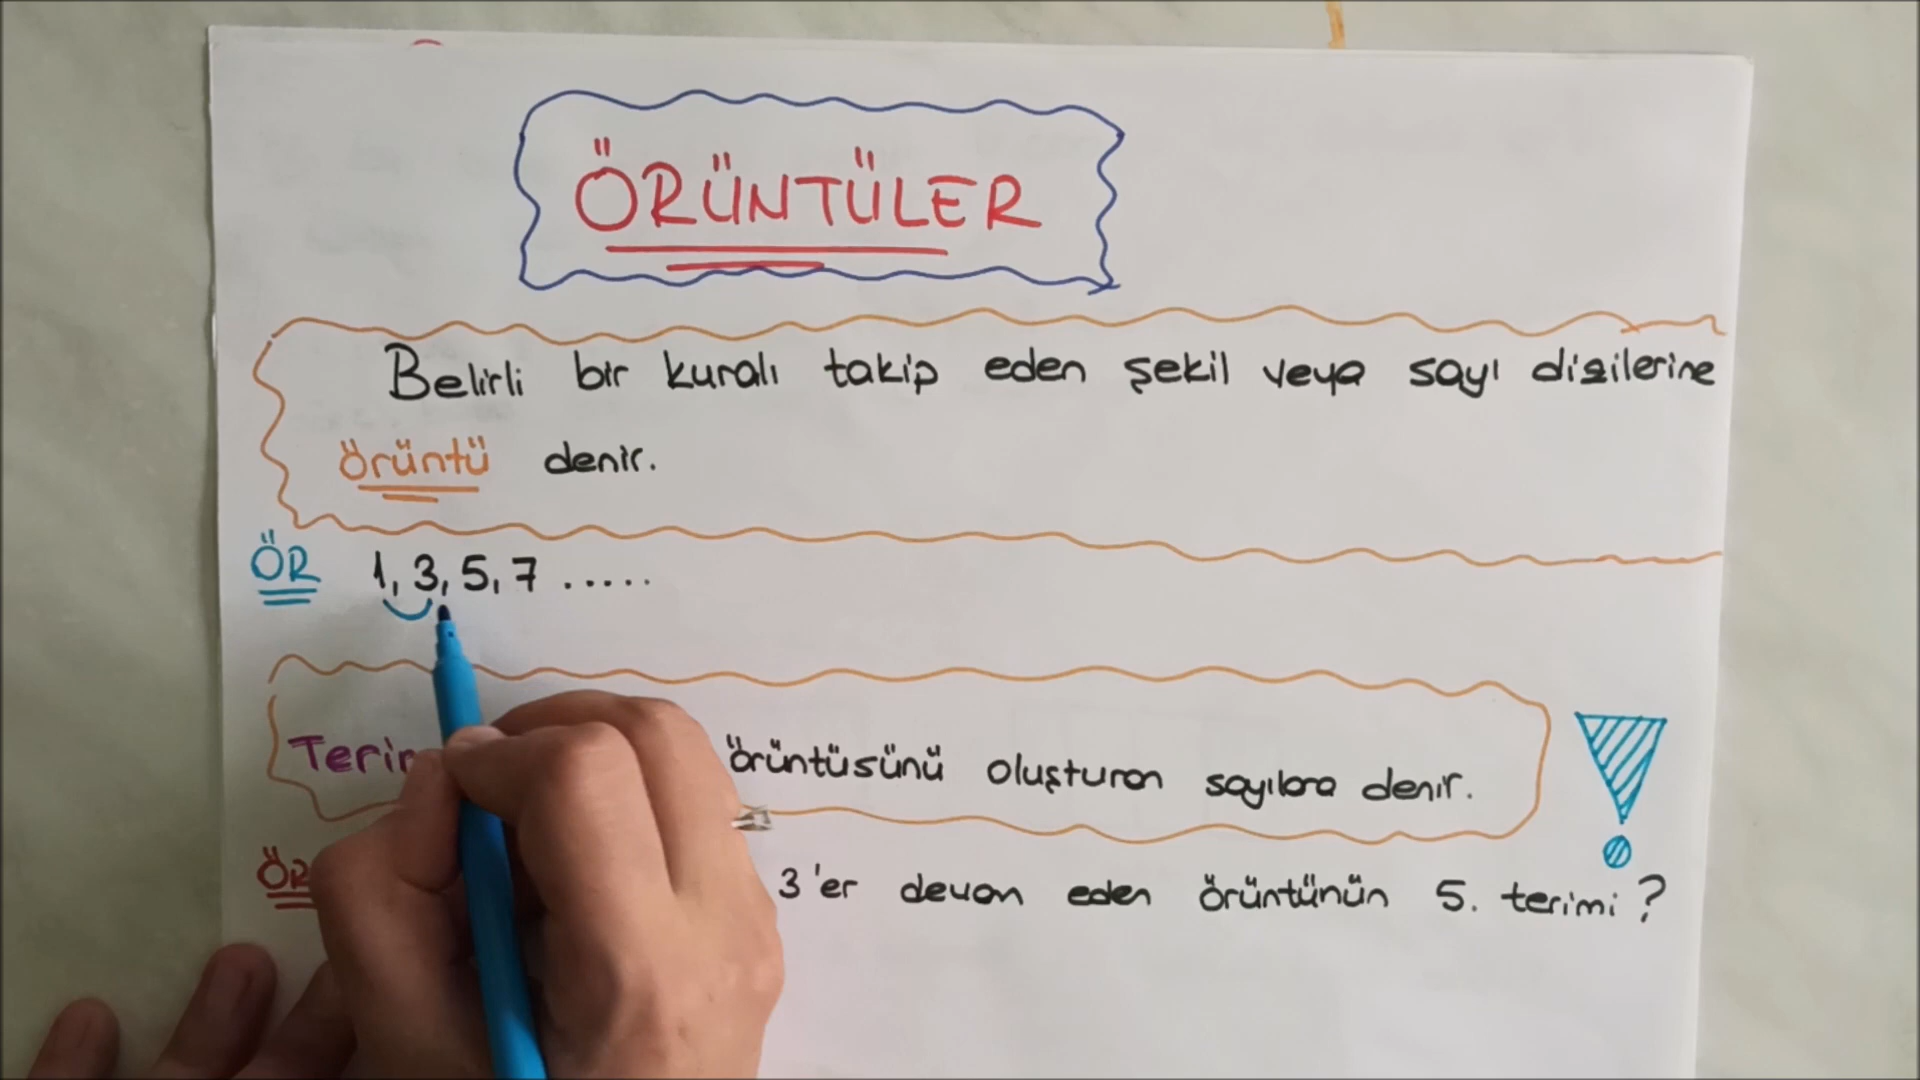 ÖRÜNTÜLER
Belirli bir kuralı takip eden şekil veya sayı dizilerine
örüntü denir.
ÖR 1, 3, 5, 7 .....
örüntüsünü oluşturan sayılara denir.
ÖR 3'er devam eden örüntünün 5. terimi?